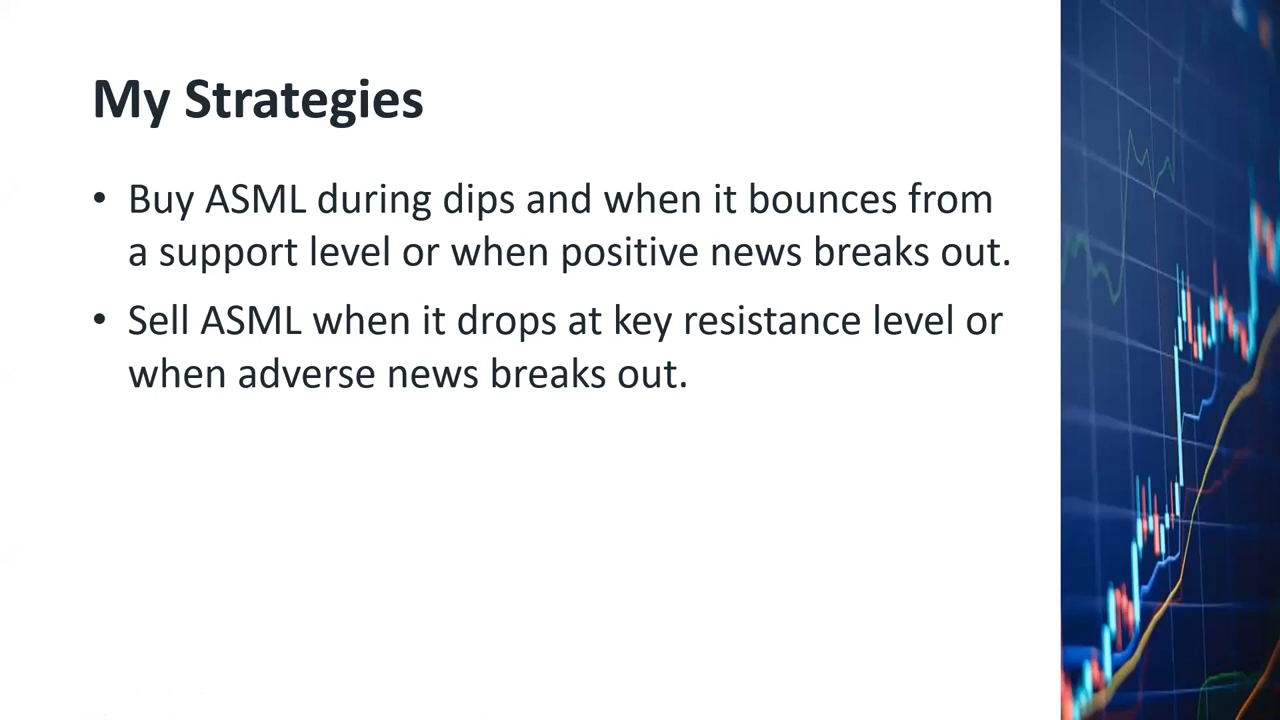 My Strategies
• Buy ASML during dips and when it bounces from
a support level or when positive news breaks out.
• Sell ASML when it drops at key resistance level or
when adverse news breaks out.